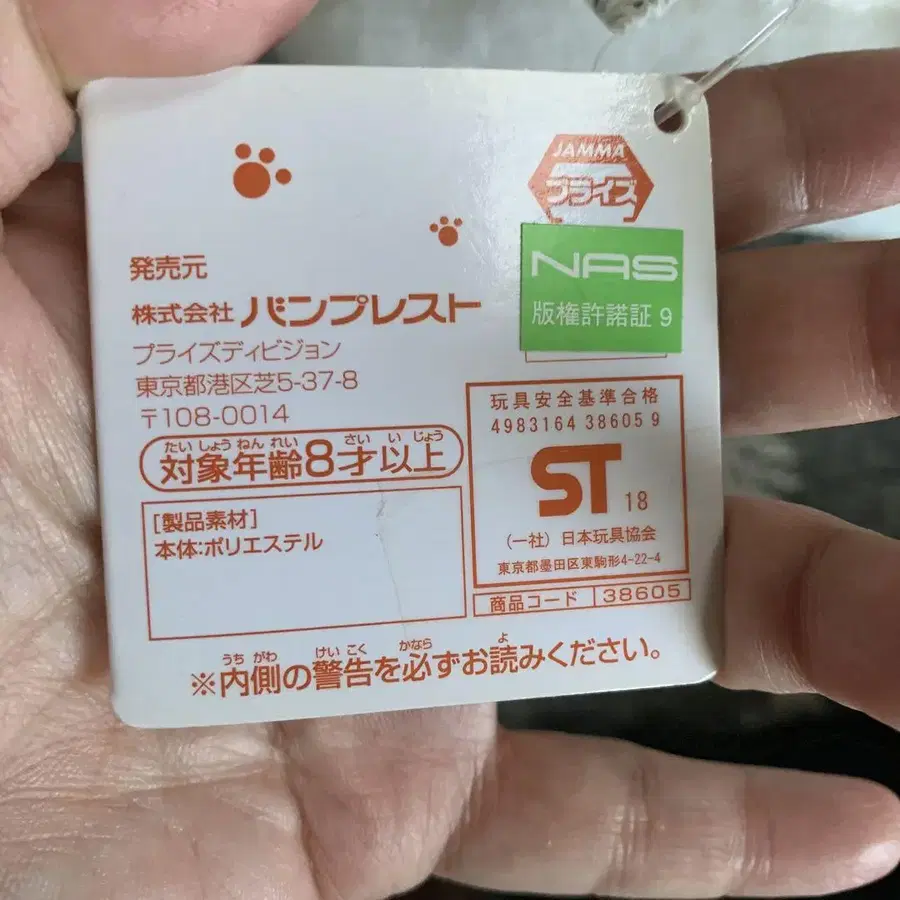 JAMMA
プライズ
NAS
版権許諾証 9
発売元
株式会社 バンプレスト
プライズディビジョン
東京都港区芝5-37-8
〒108-0014
たいしょうねんれい さいいじょう
対象年齢8才以上
[製品素材]
本体:ポリエステル
玩具安全基準合格
4983164 38605 9
ST 18
(一社) 日本玩具協会
東京都墨田区東駒形4-22-4
商品コード 38605
うちがわ けいこく かなら よ
※内側の警告を必ずお読みください。